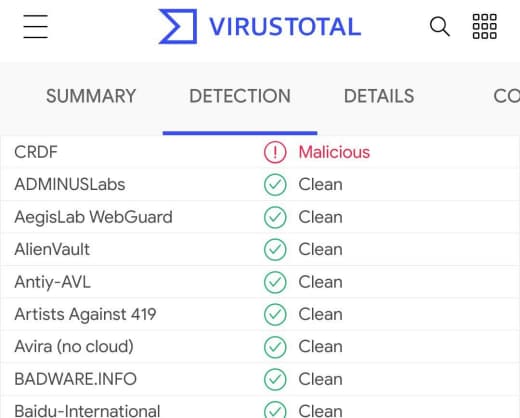 VIRUSTOTAL
SUMMARY DETECTION DETAILS CO
CRDF Malicious
ADMINUSLabs Clean
AegisLab WebGuard Clean
AlienVault Clean
Antiy-AVL Clean
Artists Against 419 Clean
Avira (no cloud) Clean
BADWARE.INFO Clean
Baidu-International Clean